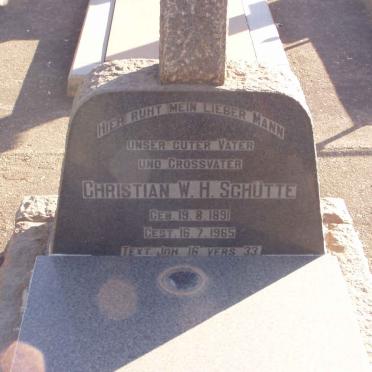 HIER RUHT MEIN LIEBER MANN
UNSER GUTER VATER
UND GROSSVATER
CHRISTIAN W. H. SCHÜTTE
GEB. 19. 8. 1891
GEST. 16. 7. 1965
TEXT. JOH. 16 VERS. 33